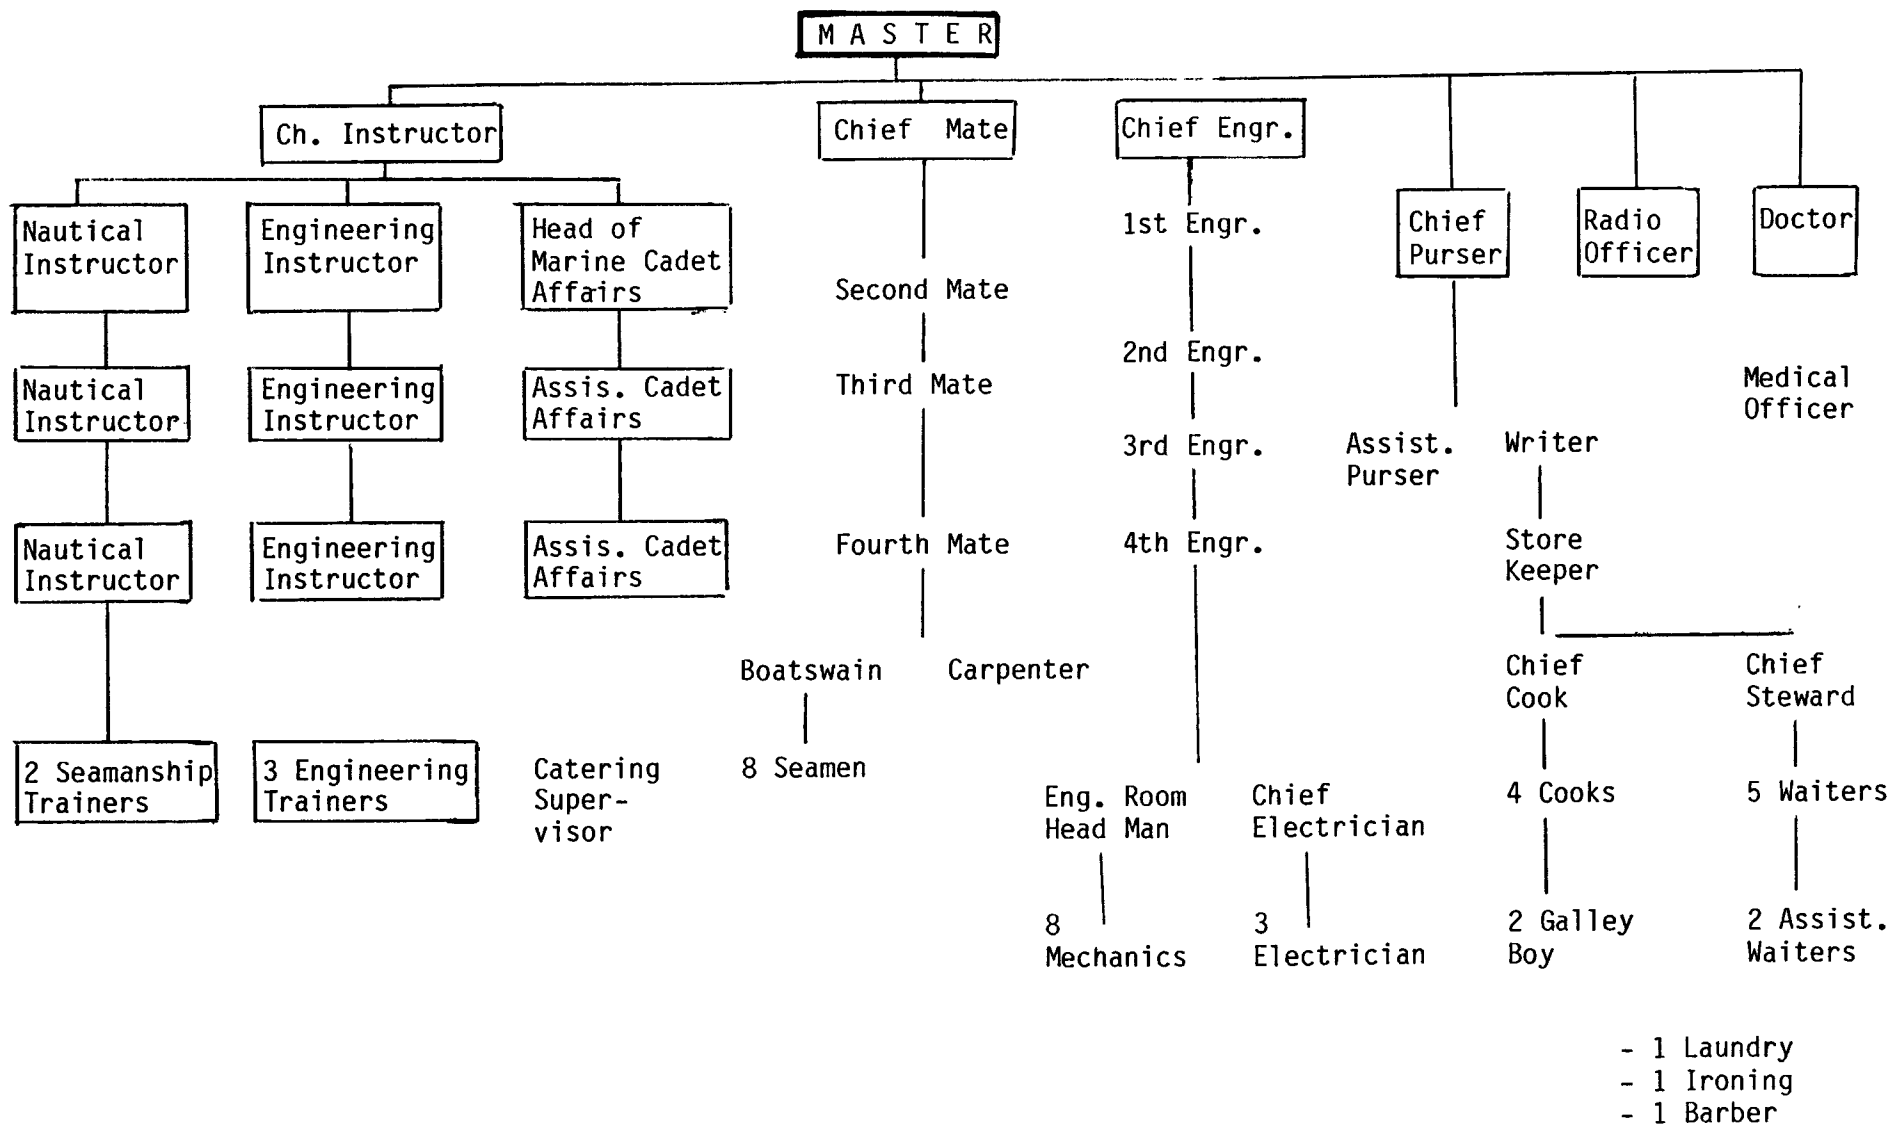 M A S T E R
Ch. Instructor
Chief Mate
Chief Engr.
Nautical
Instructor
Engineering
Instructor
Head of
Marine Cadet
Affairs
1st Engr.
Chief
Purser
Radio
Officer
Doctor
Second Mate
2nd Engr.
Nautical
Instructor
Engineering
Instructor
Assis. Cadet
Affairs
Third Mate
Medical
Officer
3rd Engr.
Assist.
Purser
Writer
Nautical
Instructor
Engineering
Instructor
Assis. Cadet
Affairs
Fourth Mate
4th Engr.
Store
Keeper
Boatswain
Carpenter
Chief
Cook
Chief
Steward
2 Seamanship
Trainers
3 Engineering
Trainers
Catering
Super-
visor
8 Seamen
Eng. Room
Head Man
Chief
Electrician
4 Cooks
5 Waiters
8
Mechanics
3
Electrician
2 Galley
Boy
2 Assist.
Waiters
- 1 Laundry
- 1 Ironing
- 1 Barber